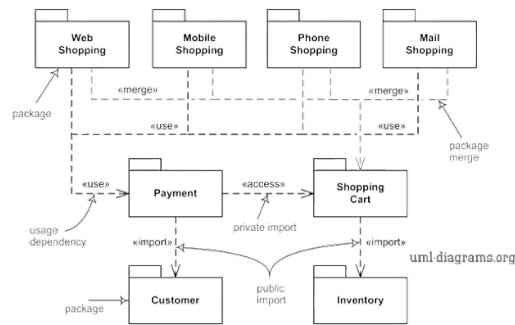 Web
Shopping
Mobile
Shopping
Phone
Shopping
Mail
Shopping
«merge»
«merge»
package
«use»
«use»
«use»
package
merge
«use»
Payment
«access»
Shopping
Cart
usage
dependency
private import
«import»
«import»
uml-diagrams.org
public
import
package
Customer
Inventory